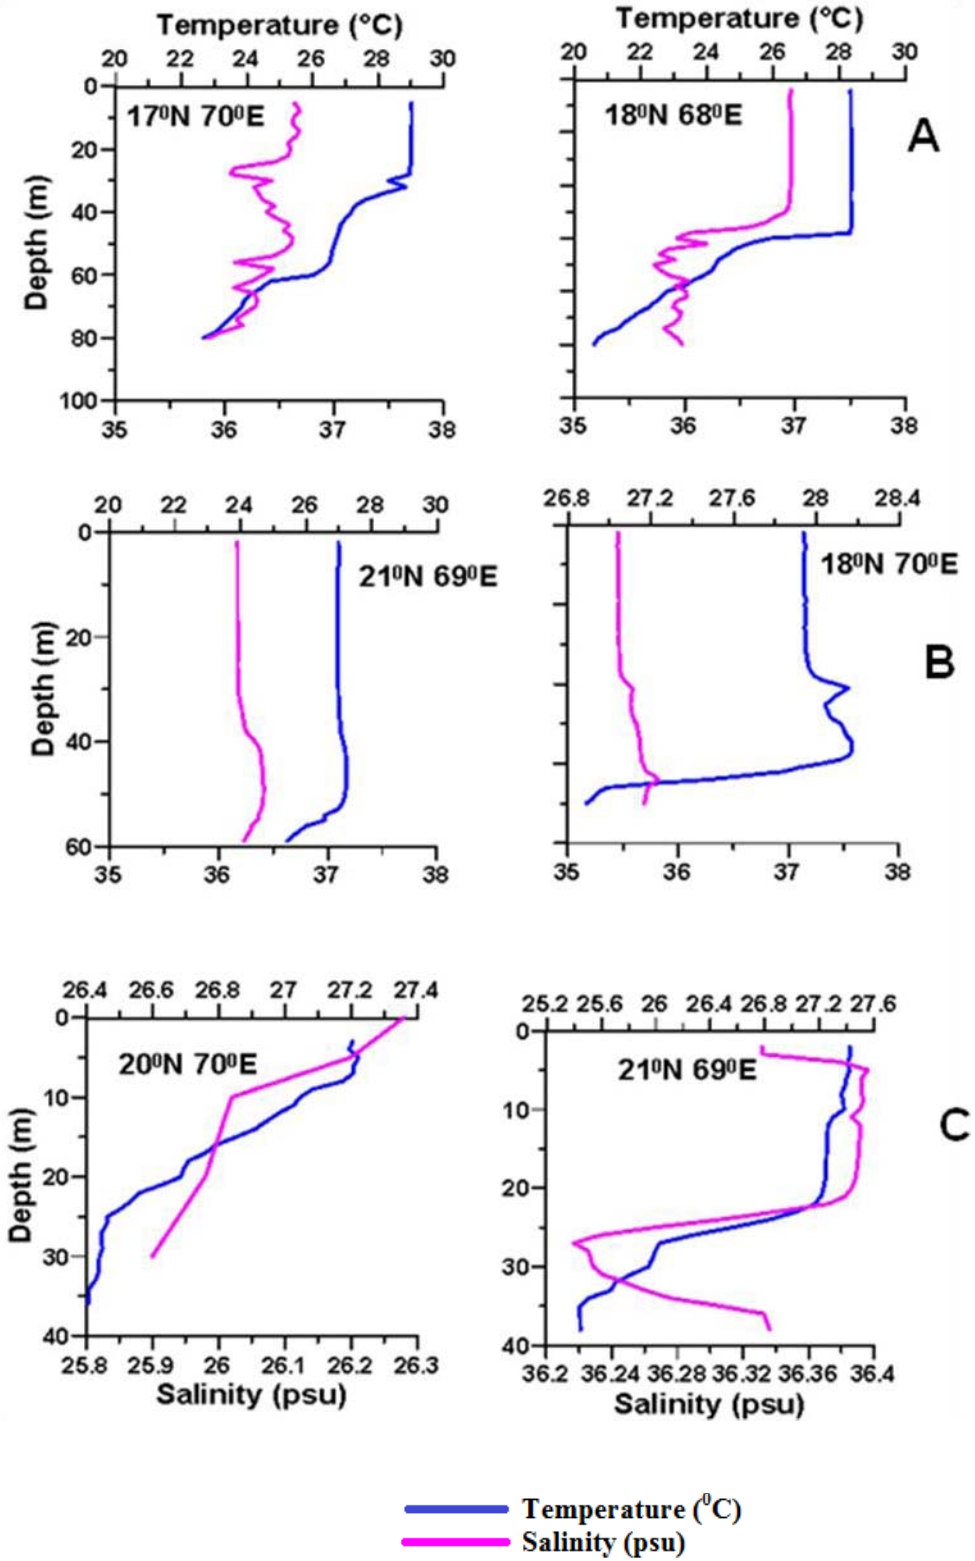 Temperature (°C)
20 22 24 26 28 30
0
20
40
60
80
100
Depth (m)
17⁰N 70⁰E
35 36 37 38
Temperature (°C)
20 22 24 26 28 30
18⁰N 68⁰E
A
35 36 37 38
20 22 24 26 28 30
0
20
40
60
Depth (m)
21⁰N 69⁰E
35 36 37 38
26.8 27.2 27.6 28 28.4
18⁰N 70⁰E
B
35 36 37 38
26.4 26.6 26.8 27 27.2 27.4
0
10
20
30
40
Depth (m)
20⁰N 70⁰E
25.8 25.9 26 26.1 26.2 26.3
Salinity (psu)
25.2 25.6 26 26.4 26.8 27.2 27.6
0
10
20
30
40
21⁰N 69⁰E
C
36.2 36.24 36.28 36.32 36.36 36.4
Salinity (psu)
Temperature (⁰C)
Salinity (psu)